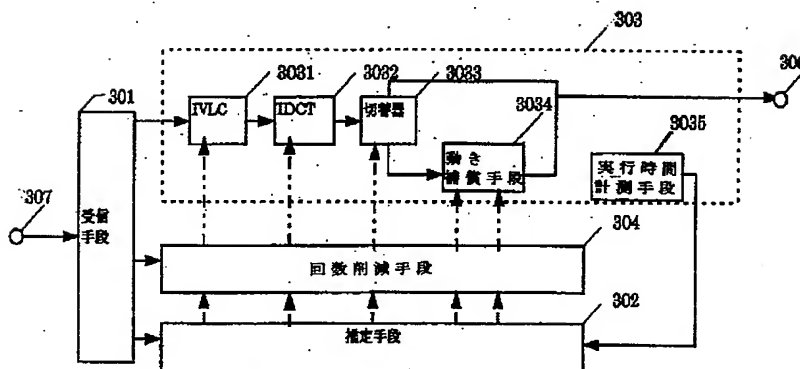 303
301
3031
3032
3033
IVLC
IDCT
切替器
3034
動き
補償手段
3035
実行時間
計測手段
307
受信
手段
304
回数削減手段
302
推定手段